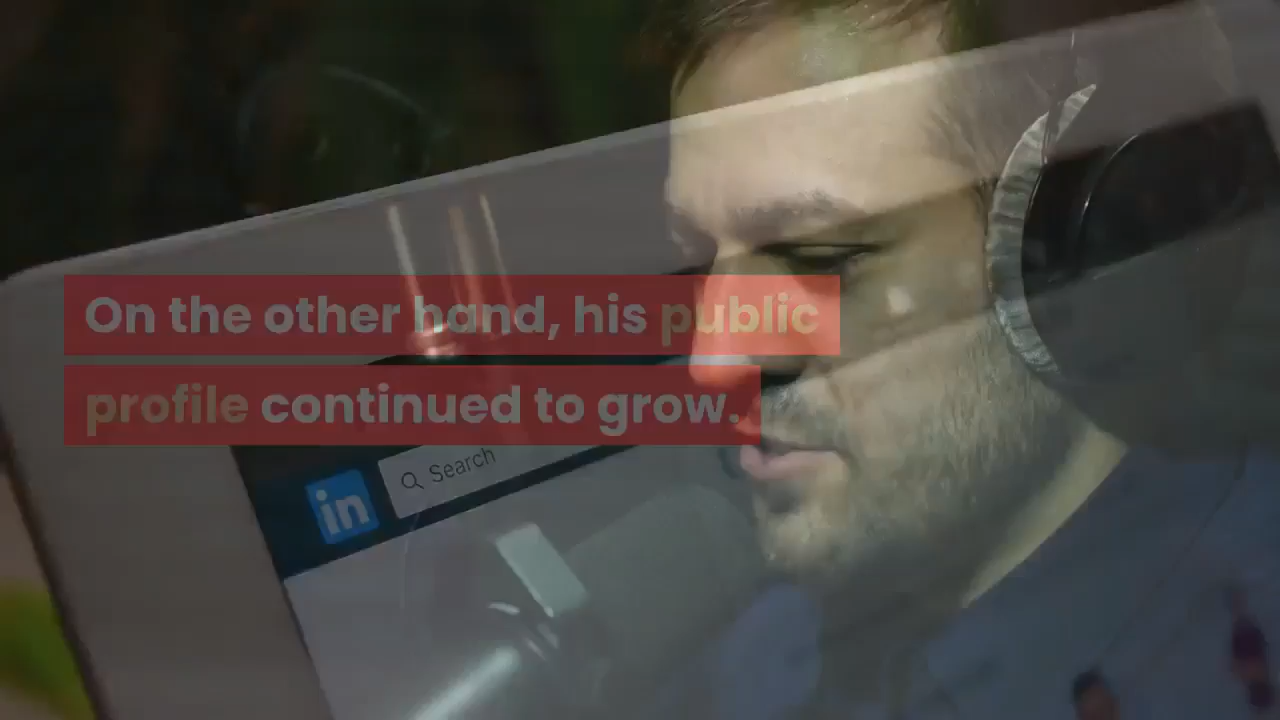 On the other hand, his public
profile continued to grow.
Search
in